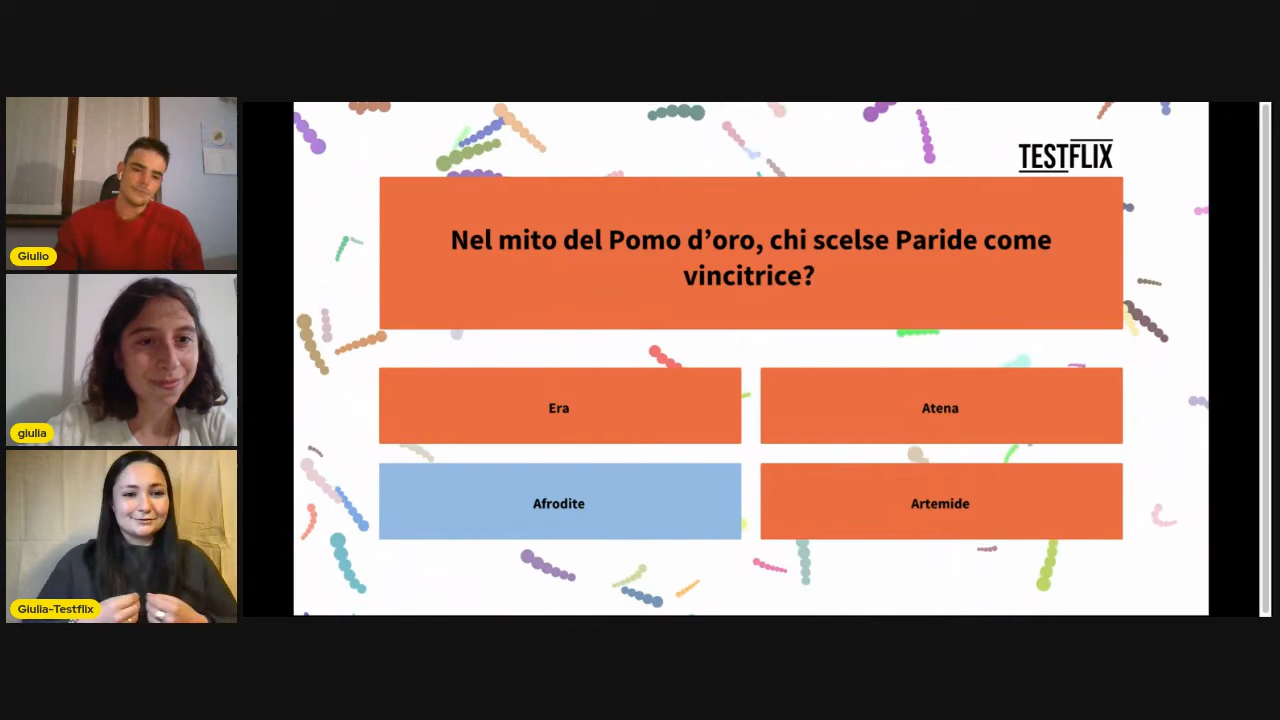 Giulio
giulia
Giulia-Testflix
TESTFLIX
Nel mito del Pomo d’oro, chi scelse Paride come
vincitrice?
Era
Atena
Afrodite
Artemide